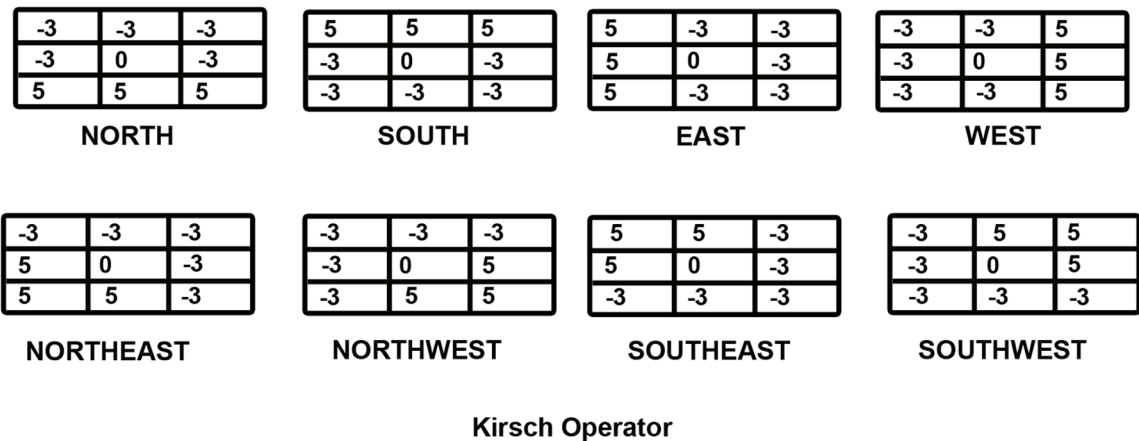 -3 -3 -3
-3 0 -3
5 5 5
NORTH
5 5 5
-3 0 -3
-3 -3 -3
SOUTH
5 -3 -3
5 0 -3
5 -3 -3
EAST
-3 -3 5
-3 0 5
-3 -3 5
WEST
-3 -3 -3
5 0 -3
5 5 -3
NORTHEAST
-3 -3 -3
-3 0 5
-3 5 5
NORTHWEST
5 5 -3
5 0 -3
-3 -3 -3
SOUTHEAST
-3 5 5
-3 0 5
-3 -3 -3
SOUTHWEST
Kirsch Operator